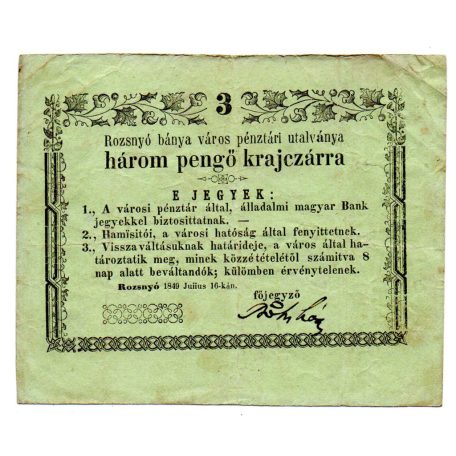 3
Rozsnyó bánya város pénztári utalványa
három pengő krajczárra
E JEGYEK:
1., A városi pénztár által, álladalmi magyar Bank
jegyekkel biztosittatnak. —
2., Hamisitói, a városi hatóság által fenyittetnek.
3., Visszaváltásuknak határideje, a város által ha-
tároztatik meg, minek közzétételétől számitva 8
nap alatt beváltandók; külömben érvénytelenek.
Rozsnyó 1849 Julius 16-kán.
főjegyző